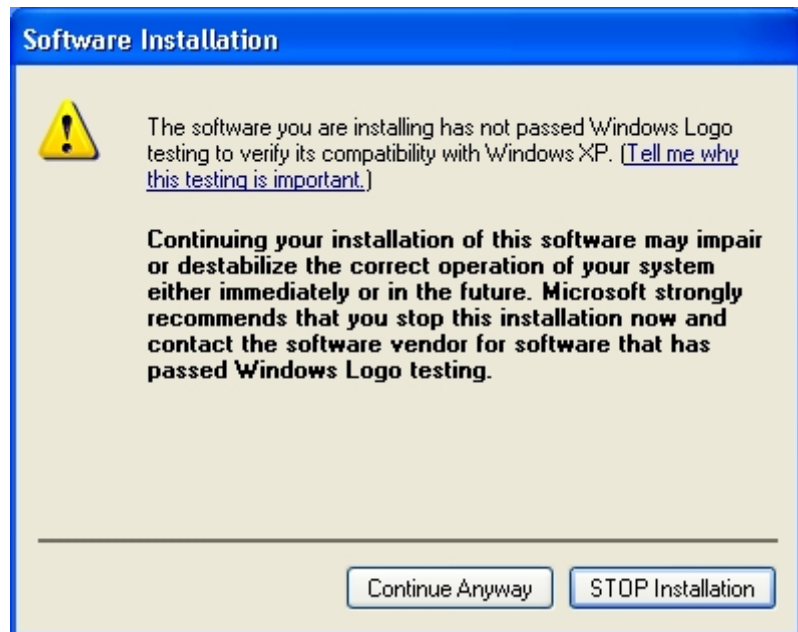 Software Installation
The software you are installing has not passed Windows Logo
testing to verify its compatibility with Windows XP. (Tell me why
this testing is important.)
Continuing your installation of this software may impair
or destabilize the correct operation of your system
either immediately or in the future. Microsoft strongly
recommends that you stop this installation now and
contact the software vendor for software that has
passed Windows Logo testing.
Continue Anyway
STOP Installation